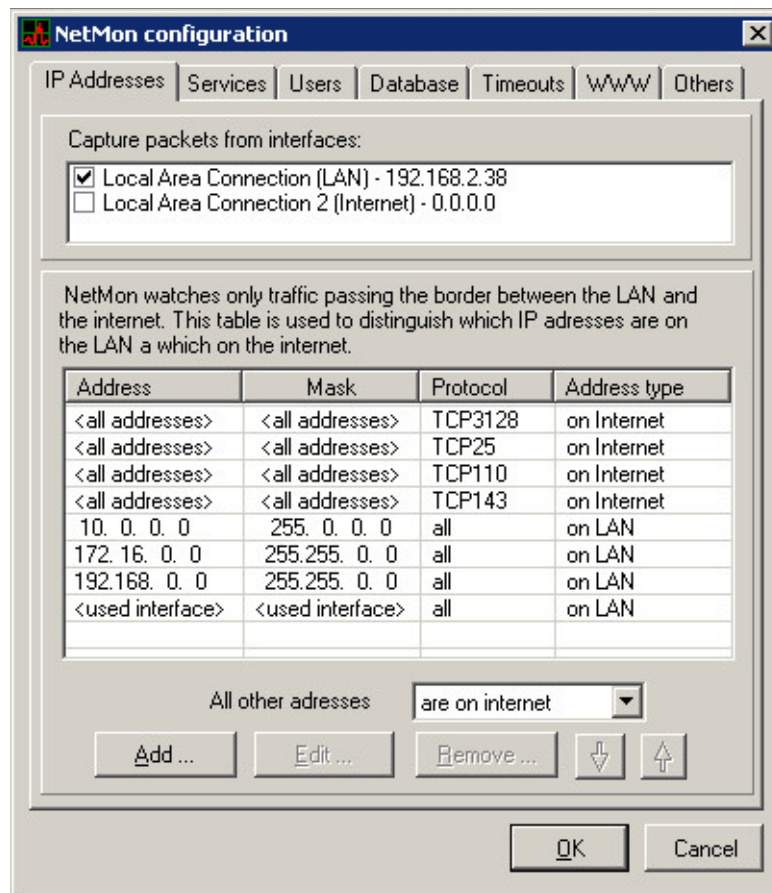 NetMon configuration
IP Addresses Services Users Database Timeouts WWW Others
Capture packets from interfaces:
Local Area Connection (LAN) - 192.168.2.38
Local Area Connection 2 (Internet) - 0.0.0.0
NetMon watches only traffic passing the border between the LAN and
the internet. This table is used to distinguish which IP adresses are on
the LAN a which on the internet.
Address Mask Protocol Address type
<all addresses> <all addresses> TCP3128 on Internet
<all addresses> <all addresses> TCP25 on Internet
<all addresses> <all addresses> TCP110 on Internet
<all addresses> <all addresses> TCP143 on Internet
10. 0. 0. 0 255. 0. 0. 0 all on LAN
172. 16. 0. 0 255.255. 0. 0 all on LAN
192.168. 0. 0 255.255. 0. 0 all on LAN
<used interface> <used interface> all on LAN
All other adresses are on internet
Add ... Edit ... Remove ...
OK Cancel